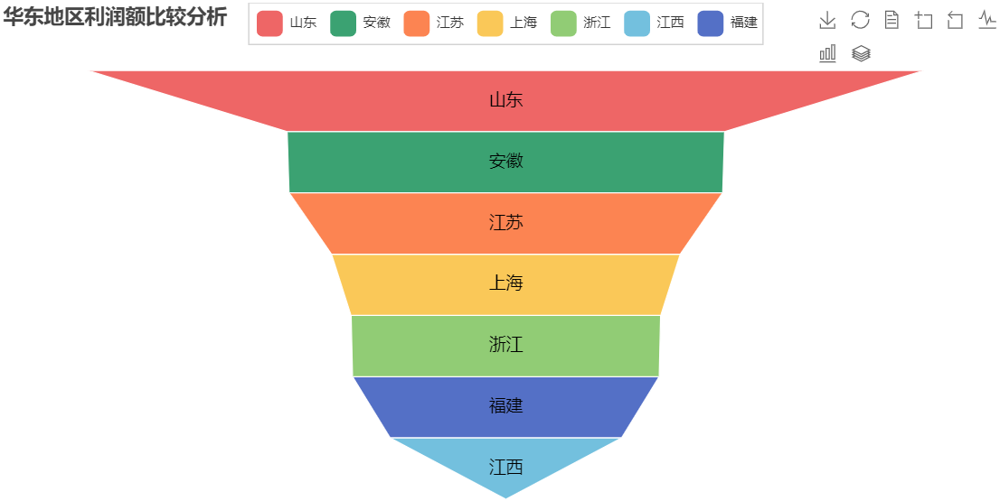 华东地区利润额比较分析
山东 安徽 江苏 上海 浙江 江西 福建
山东
安徽
江苏
上海
浙江
福建
江西